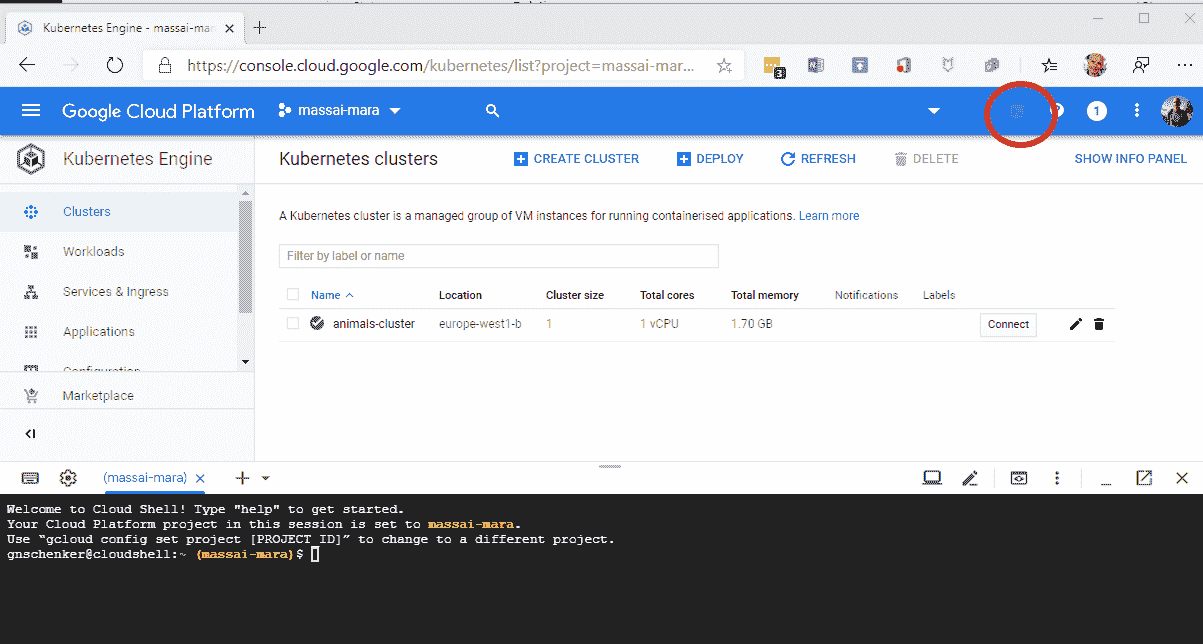 Kubernetes Engine - massai-mar
https://console.cloud.google.com/kubernetes/list?project=massai-mar...
3
Google Cloud Platform massai-mara
1
Kubernetes Engine
Kubernetes clusters CREATE CLUSTER DEPLOY REFRESH DELETE SHOW INFO PANEL
Clusters
Workloads
Services & Ingress
Applications
Configuration
Marketplace
A Kubernetes cluster is a managed group of VM instances for running containerised applications. Learn more
Filter by label or name
Name Location Cluster size Total cores Total memory Notifications Labels
animals-cluster europe-west1-b 1 1 vCPU 1.70 GB Connect
(massai-mara)
Welcome to Cloud Shell! Type "help" to get started.
Your Cloud Platform project in this session is set to massai-mara.
Use “gcloud config set project [PROJECT_ID]” to change to a different project.
gnschenker@cloudshell:~ (massai-mara)$